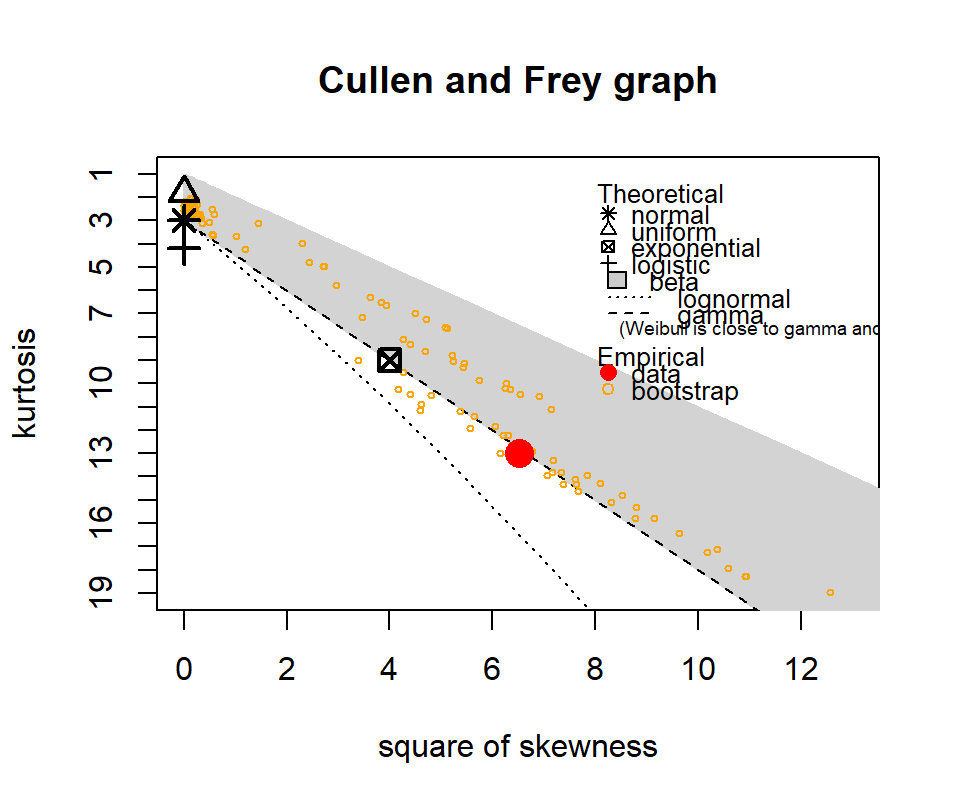 Cullen and Frey graph
kurtosis
1
3
5
7
10
13
16
19
Theoretical
normal
uniform
exponential
logistic
beta
lognormal
gamma
(Weibull is close to gamma and
Empirical
data
bootstrap
0 2 4 6 8 10 12
square of skewness